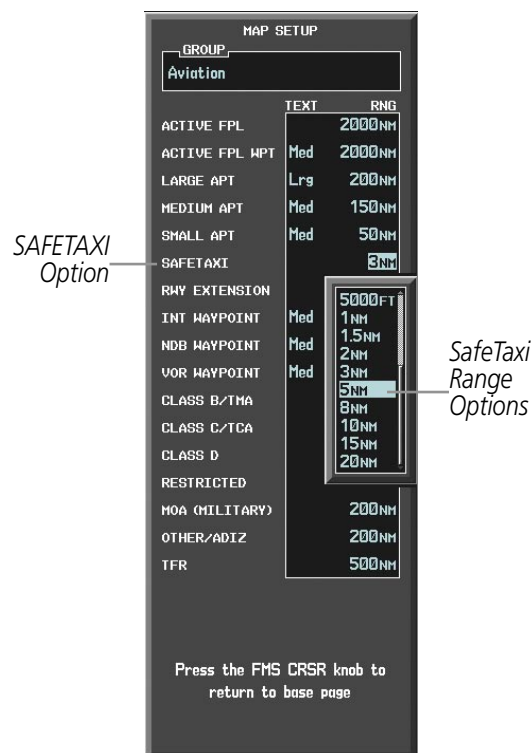 MAP SETUP
GROUP
Aviation
TEXT RNG
ACTIVE FPL 2000NM
ACTIVE FPL WPT Med 2000NM
LARGE APT Lrg 200NM
MEDIUM APT Med 150NM
SMALL APT Med 50NM
SAFETAXI 3NM
RWY EXTENSION
INT WAYPOINT Med
NDB WAYPOINT Med
VOR WAYPOINT Med
CLASS B/TMA
CLASS C/TCA
CLASS D
RESTRICTED
MOA (MILITARY) 200NM
OTHER/ADIZ 200NM
TFR 500NM
5000FT
1NM
1.5NM
2NM
3NM
5NM
8NM
10NM
15NM
20NM
Press the FMS CRSR knob to
return to base page
SAFETAXI
Option
SafeTaxi
Range
Options